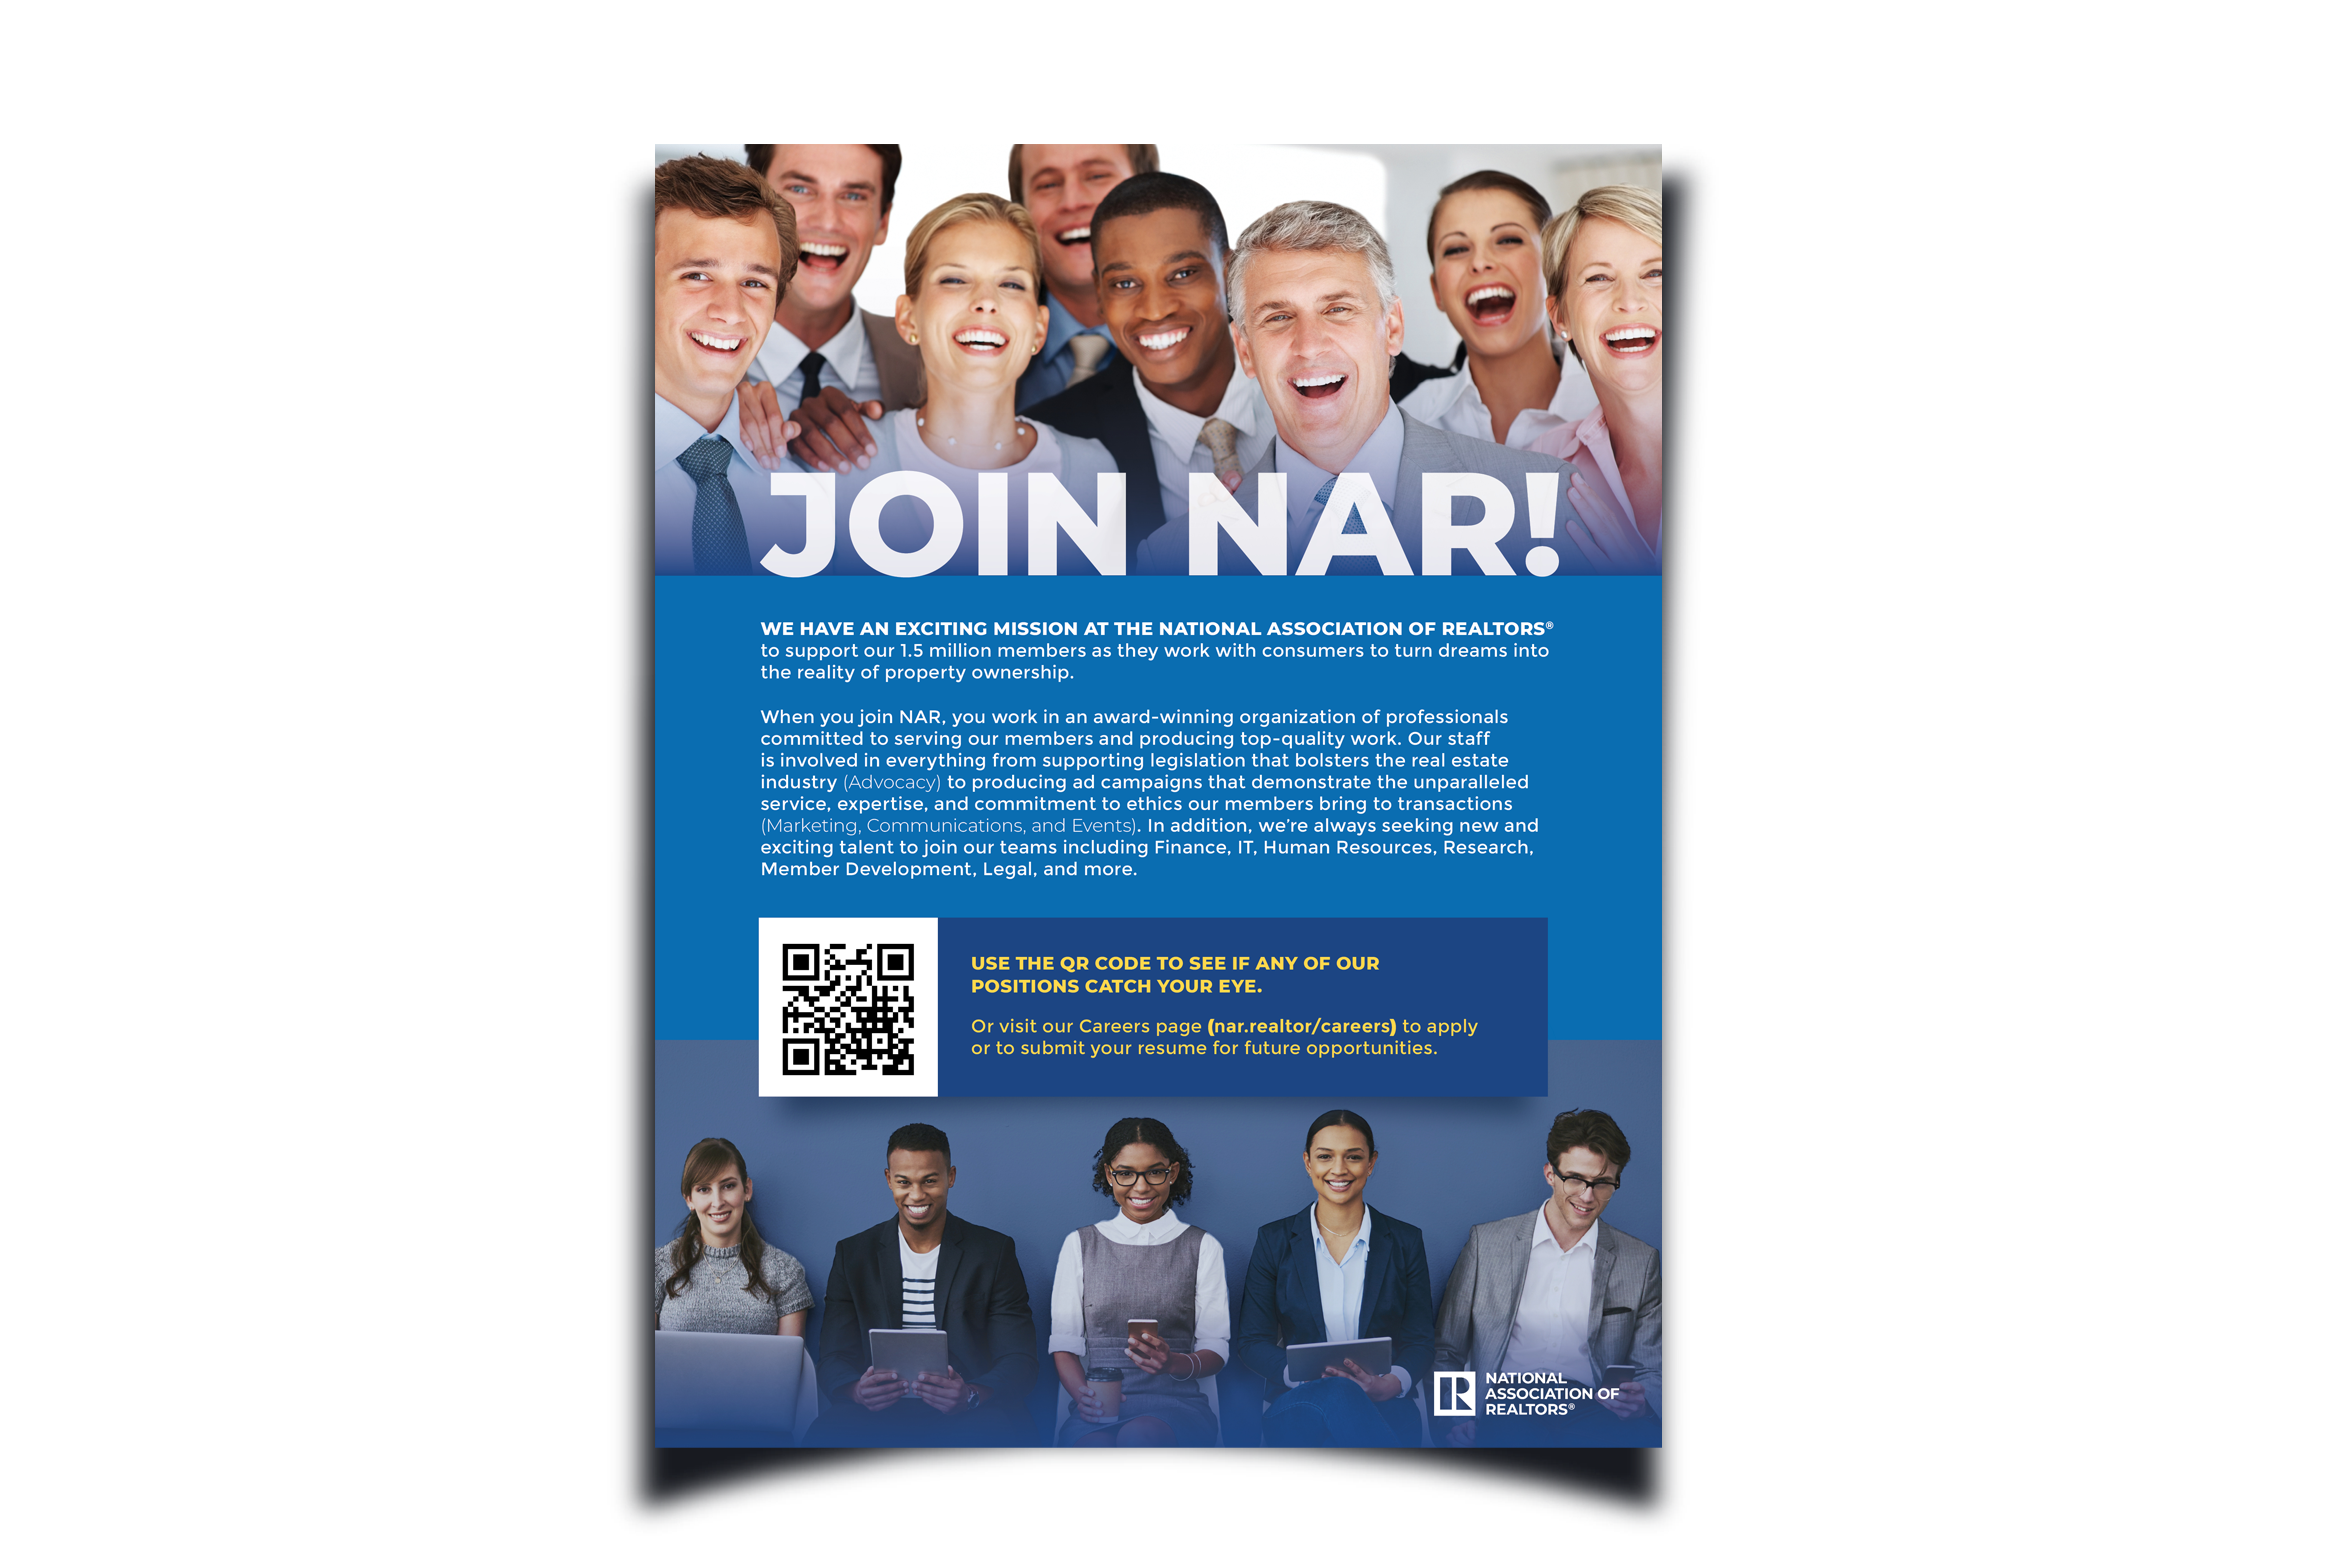 JOIN NAR!
WE HAVE AN EXCITING MISSION AT THE NATIONAL ASSOCIATION OF REALTORS®
to support our 1.5 million members as they work with consumers to turn dreams into
the reality of property ownership.
When you join NAR, you work in an award-winning organization of professionals
committed to serving our members and producing top-quality work. Our staff
is involved in everything from supporting legislation that bolsters the real estate
industry (Advocacy) to producing ad campaigns that demonstrate the unparalleled
service, expertise, and commitment to ethics our members bring to transactions
(Marketing, Communications, and Events). In addition, we're always seeking new and
exciting talent to join our teams including Finance, IT, Human Resources, Research,
Member Development, Legal, and more.
USE THE QR CODE TO SEE IF ANY OF OUR
POSITIONS CATCH YOUR EYE.
Or visit our Careers page (nar.realtor/careers) to apply
or to submit your resume for future opportunities.
R
NATIONAL
ASSOCIATION OF
REALTORS®